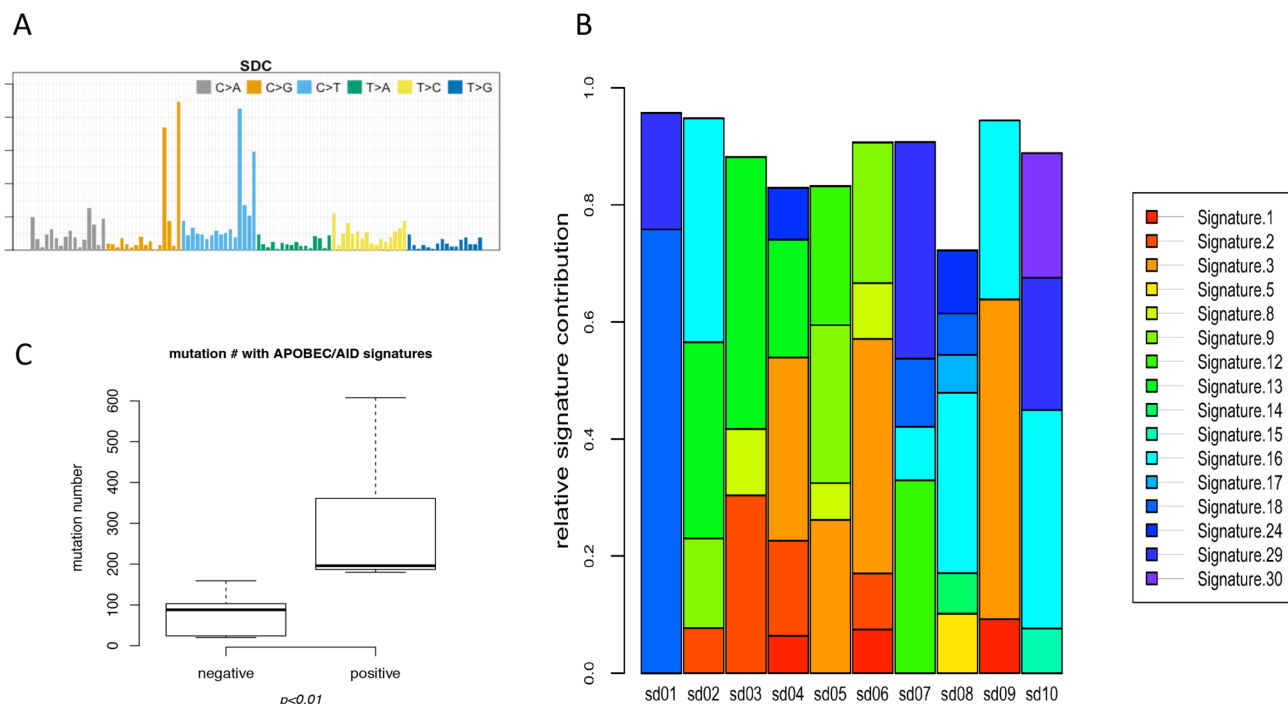 A
SDC
C>A C>G C>T T>A T>C T>G
B
relative signature contribution
1.0
0.8
0.6
0.4
0.2
0.0
sd01 sd02 sd03 sd04 sd05 sd06 sd07 sd08 sd09 sd10
Signature.1
Signature.2
Signature.3
Signature.5
Signature.8
Signature.9
Signature.12
Signature.13
Signature.14
Signature.15
Signature.16
Signature.17
Signature.18
Signature.24
Signature.29
Signature.30
C
mutation # with APOBEC/AID signatures
mutation number
600
500
400
300
200
100
0
negative positive
p<0.01